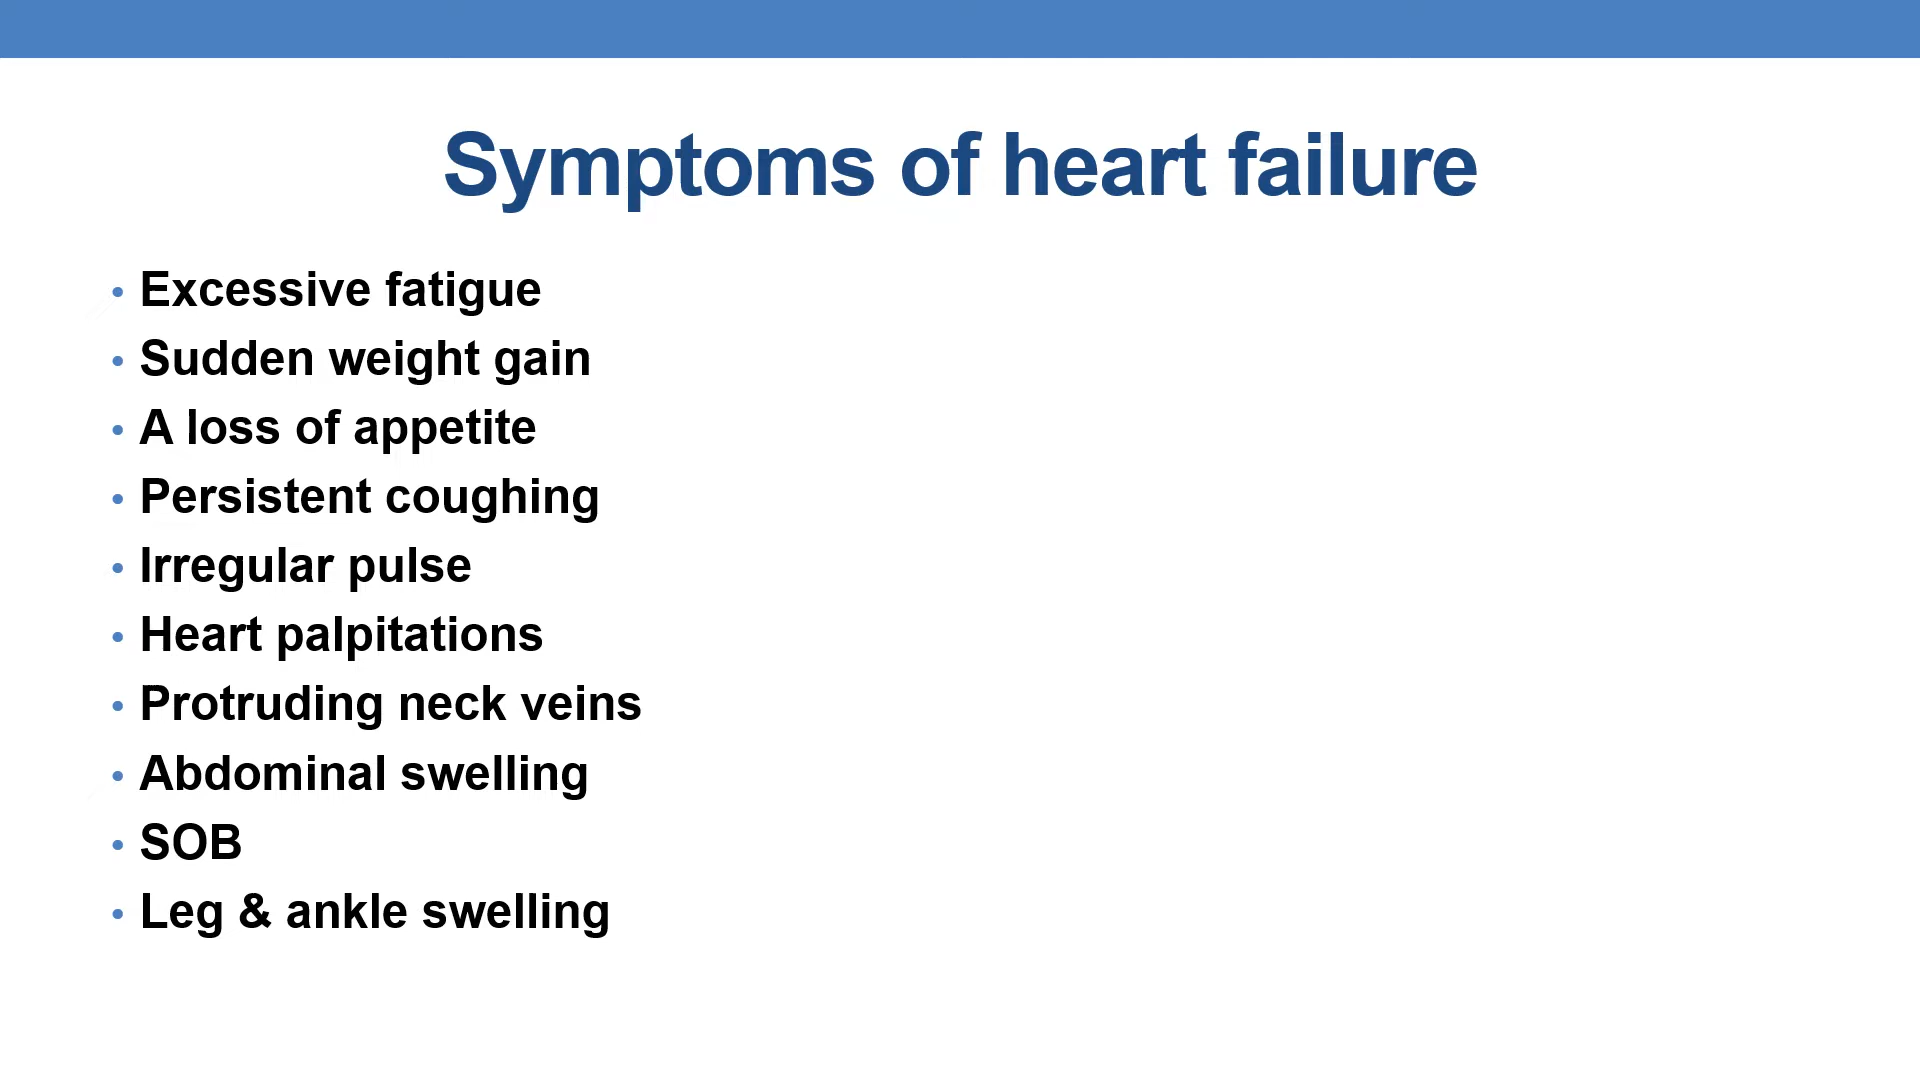 Symptoms of heart failure
• Excessive fatigue
• Sudden weight gain
• A loss of appetite
• Persistent coughing
• Irregular pulse
• Heart palpitations
• Protruding neck veins
• Abdominal swelling
• SOB
• Leg & ankle swelling